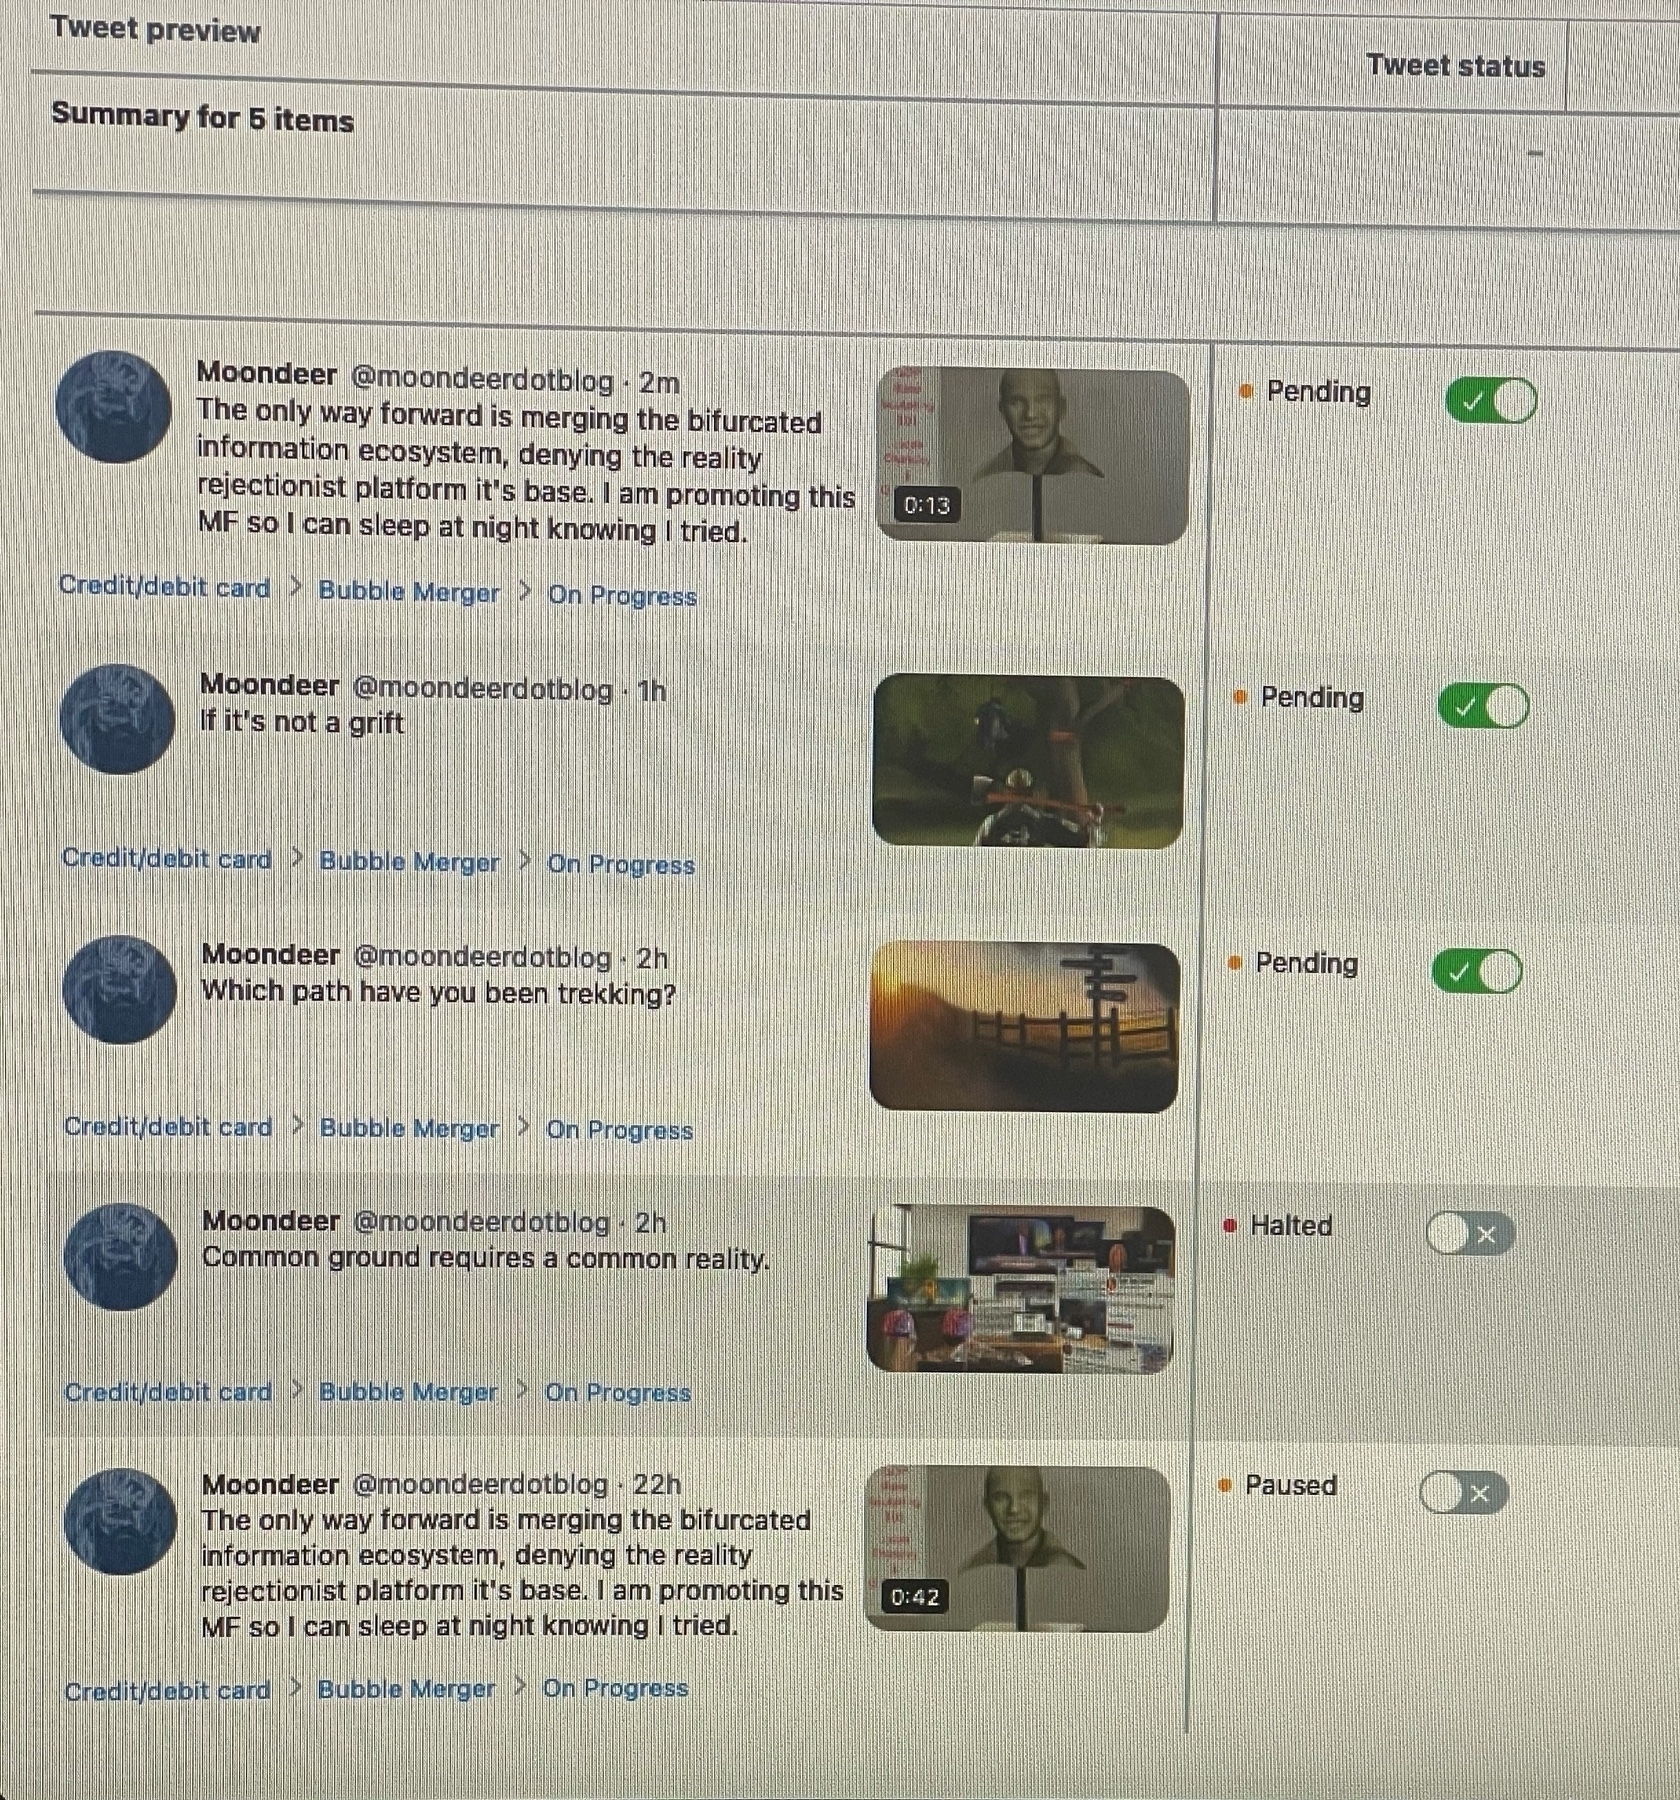 Tweet preview
Tweet status
Summary for 5 items
–
Moondeer @moondeerdotblog · 2m
The only way forward is merging the bifurcated
information ecosystem, denying the reality
rejectionist platform it's base. I am promoting this
MF so I can sleep at night knowing I tried.
0:13
Pending
Credit/debit card > Bubble Merger > On Progress
Moondeer @moondeerdotblog · 1h
If it's not a grift
Pending
Credit/debit card > Bubble Merger > On Progress
Moondeer @moondeerdotblog · 2h
Which path have you been trekking?
Pending
Credit/debit card > Bubble Merger > On Progress
Moondeer @moondeerdotblog · 2h
Common ground requires a common reality.
Halted
Credit/debit card > Bubble Merger > On Progress
Moondeer @moondeerdotblog · 22h
The only way forward is merging the bifurcated
information ecosystem, denying the reality
rejectionist platform it's base. I am promoting this
MF so I can sleep at night knowing I tried.
0:42
Paused
Credit/debit card > Bubble Merger > On Progress